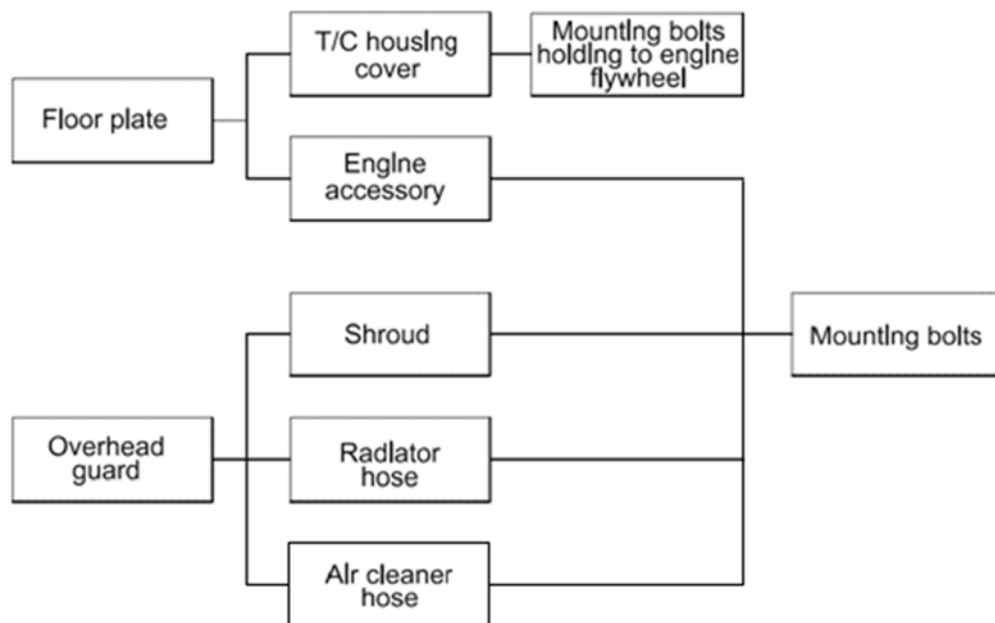 T/C housing
cover
Mounting bolts
holding to engine
flywheel
Floor plate
Engine
accessory
Shroud
Mounting bolts
Overhead
guard
Radiator
hose
Air cleaner
hose